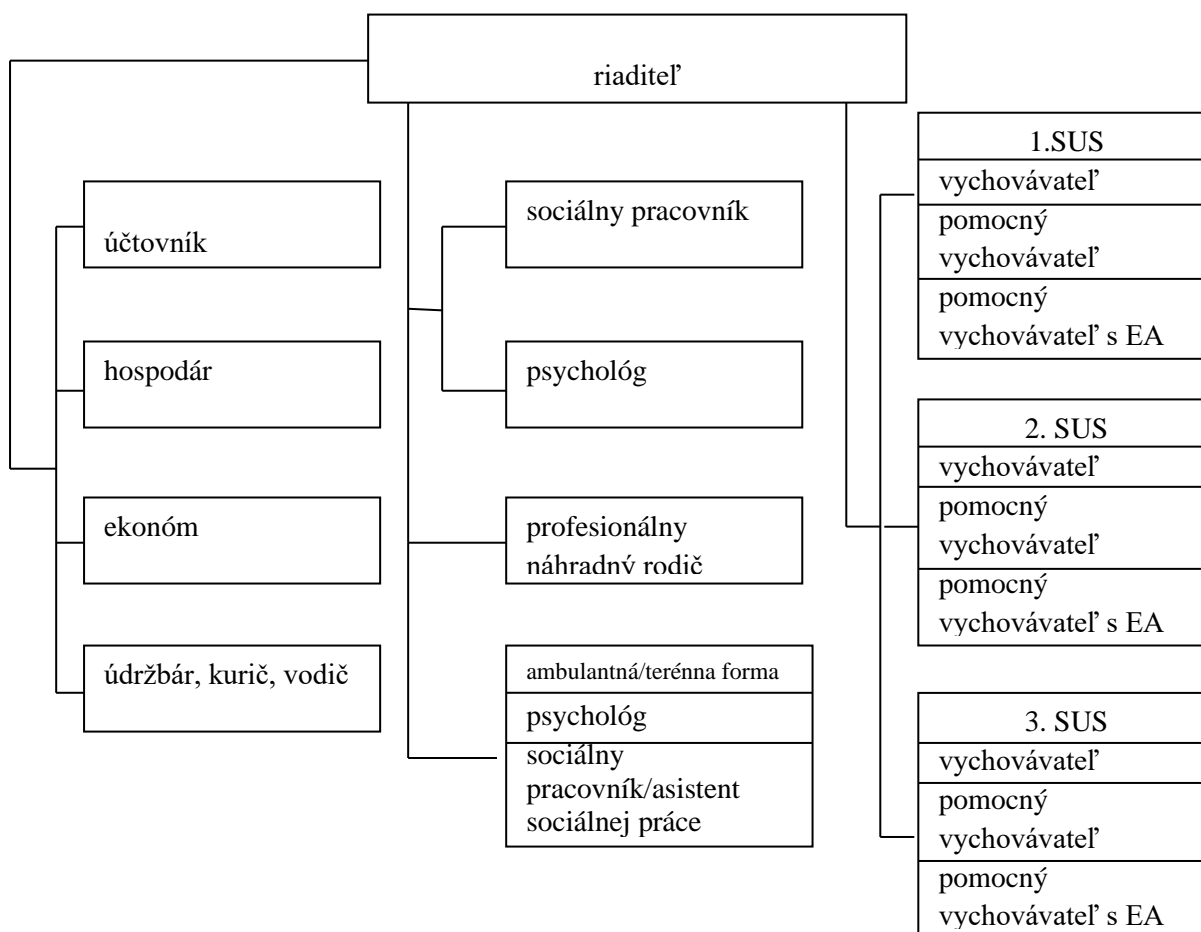 riaditeľ
účtovník
hospodár
ekonóm
údržbár, kurič, vodič
sociálny pracovník
psychológ
profesionálny
náhradný rodič
ambulantná/terénna forma
psychológ
sociálny
pracovník/asistent
sociálnej práce
1.SUS
vychovávateľ
pomocný
vychovávateľ
pomocný
vychovávateľ s EA
2. SUS
vychovávateľ
pomocný
vychovávateľ
pomocný
vychovávateľ s EA
3. SUS
vychovávateľ
pomocný
vychovávateľ
pomocný
vychovávateľ s EA